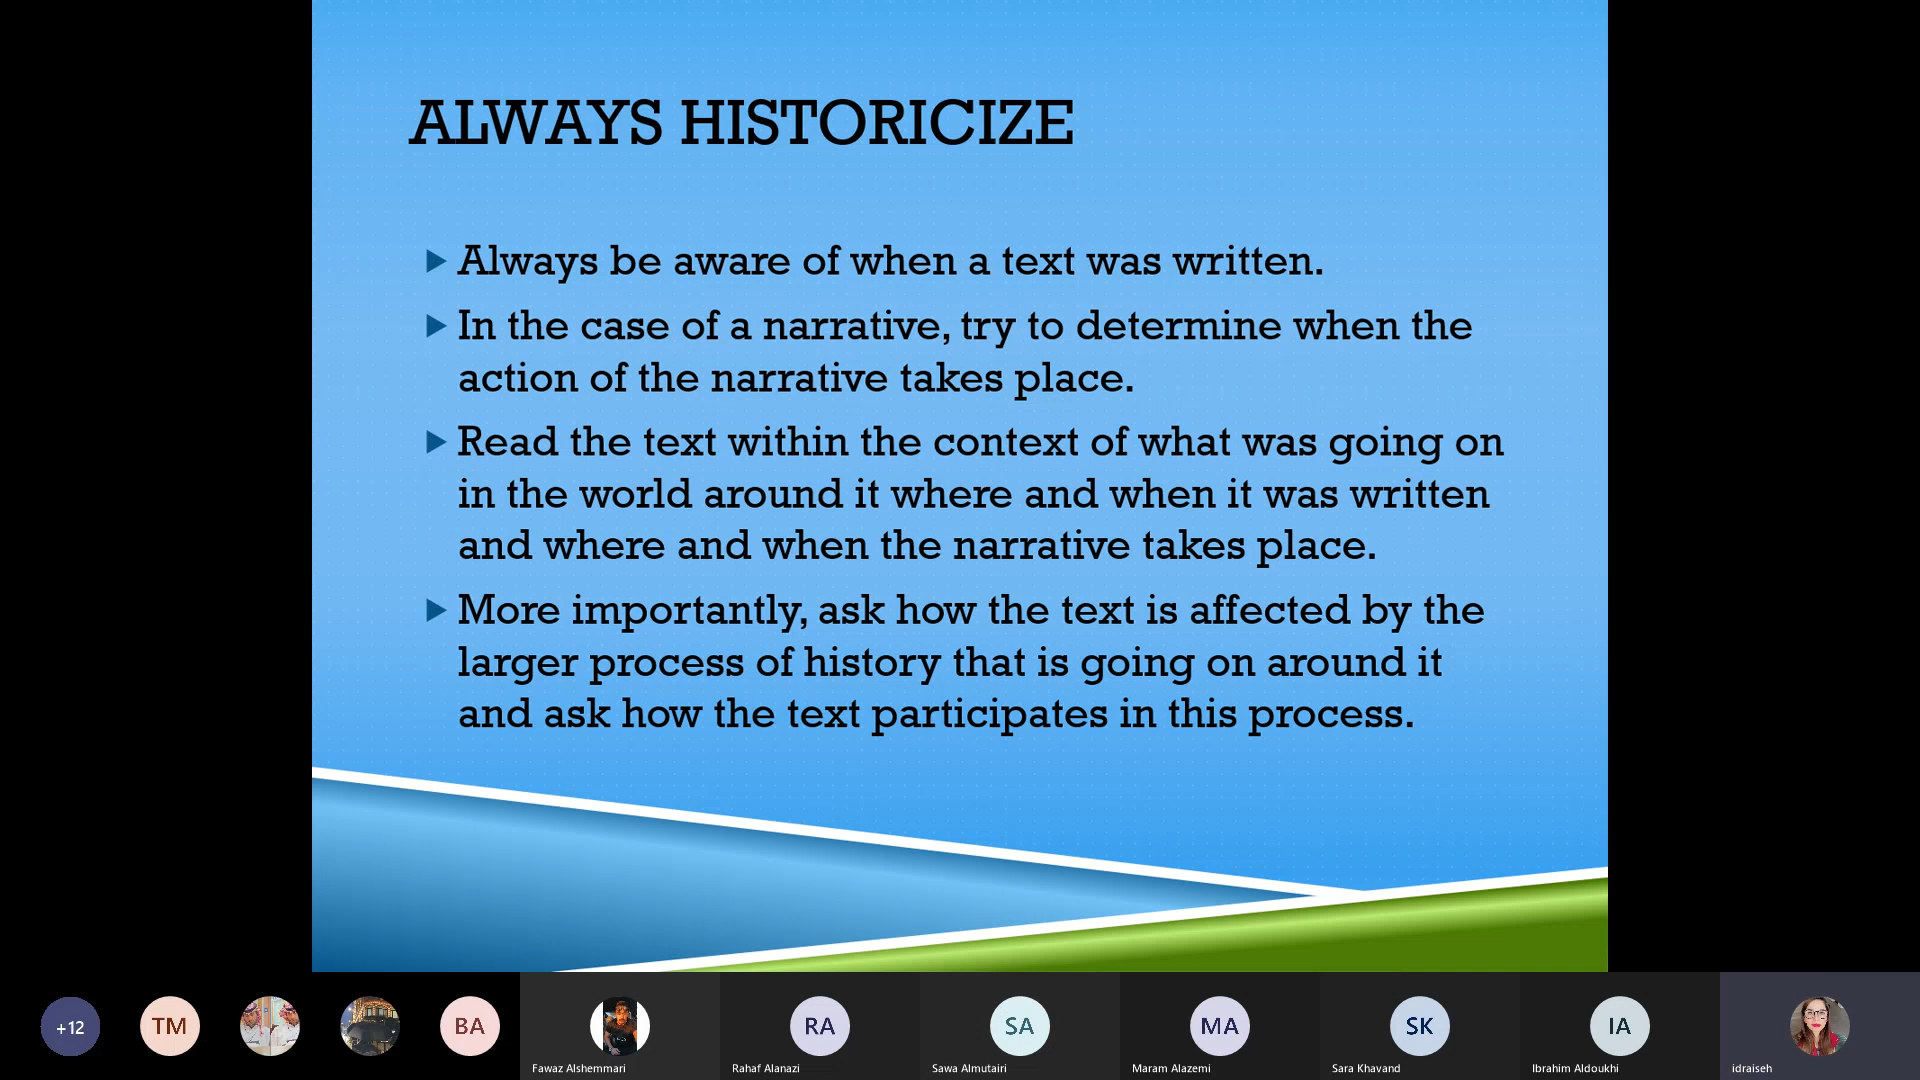 ALWAYS HISTORICIZE
Always be aware of when a text was written.
In the case of a narrative, try to determine when the
action of the narrative takes place.
Read the text within the context of what was going on
in the world around it where and when it was written
and where and when the narrative takes place.
More importantly, ask how the text is affected by the
larger process of history that is going on around it
and ask how the text participates in this process.
+12
TM
BA
RA
SA
MA
SK
IA
Fawaz Alshemmari
Rahaf Alanazi
Sawa Almutairi
Maram Alazemi
Sara Khavand
Ibrahim Aldoukhi
idraiseh